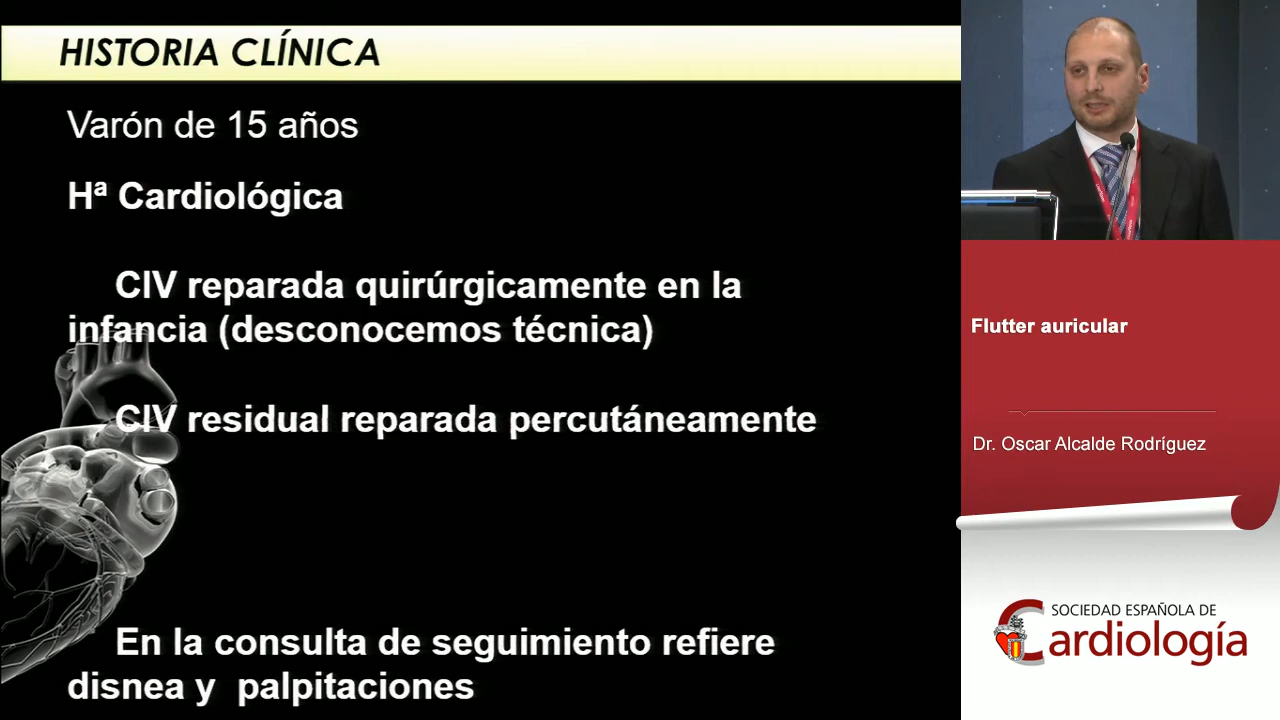 HISTORIA CLÍNICA
Varón de 15 años
Hª Cardiológica
CIV reparada quirúrgicamente en la
infancia (desconocemos técnica)
CIV residual reparada percutáneamente
En la consulta de seguimiento refiere
disnea y palpitaciones
Flutter auricular
Dr. Oscar Alcalde Rodríguez
SOCIEDAD ESPAÑOLA DE
Cardiología